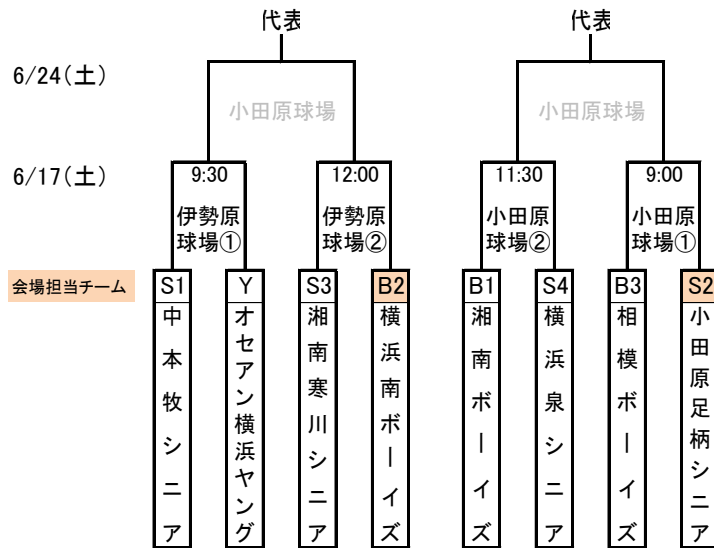 代表
代表
6/24(土)
小田原球場
小田原球場
6/17(土)
9:30
12:00
11:30
9:00
伊勢原
球場①
伊勢原
球場②
小田原
球場②
小田原
球場①
会場担当チーム
S1
Y
S3
B2
B1
S4
B3
S2
中本牧シニア
オセアン横浜ヤング
湘南寒川シニア
横浜南ボーイズ
湘南ボーイズ
横浜泉シニア
相模ボーイズ
小田原足柄シニア